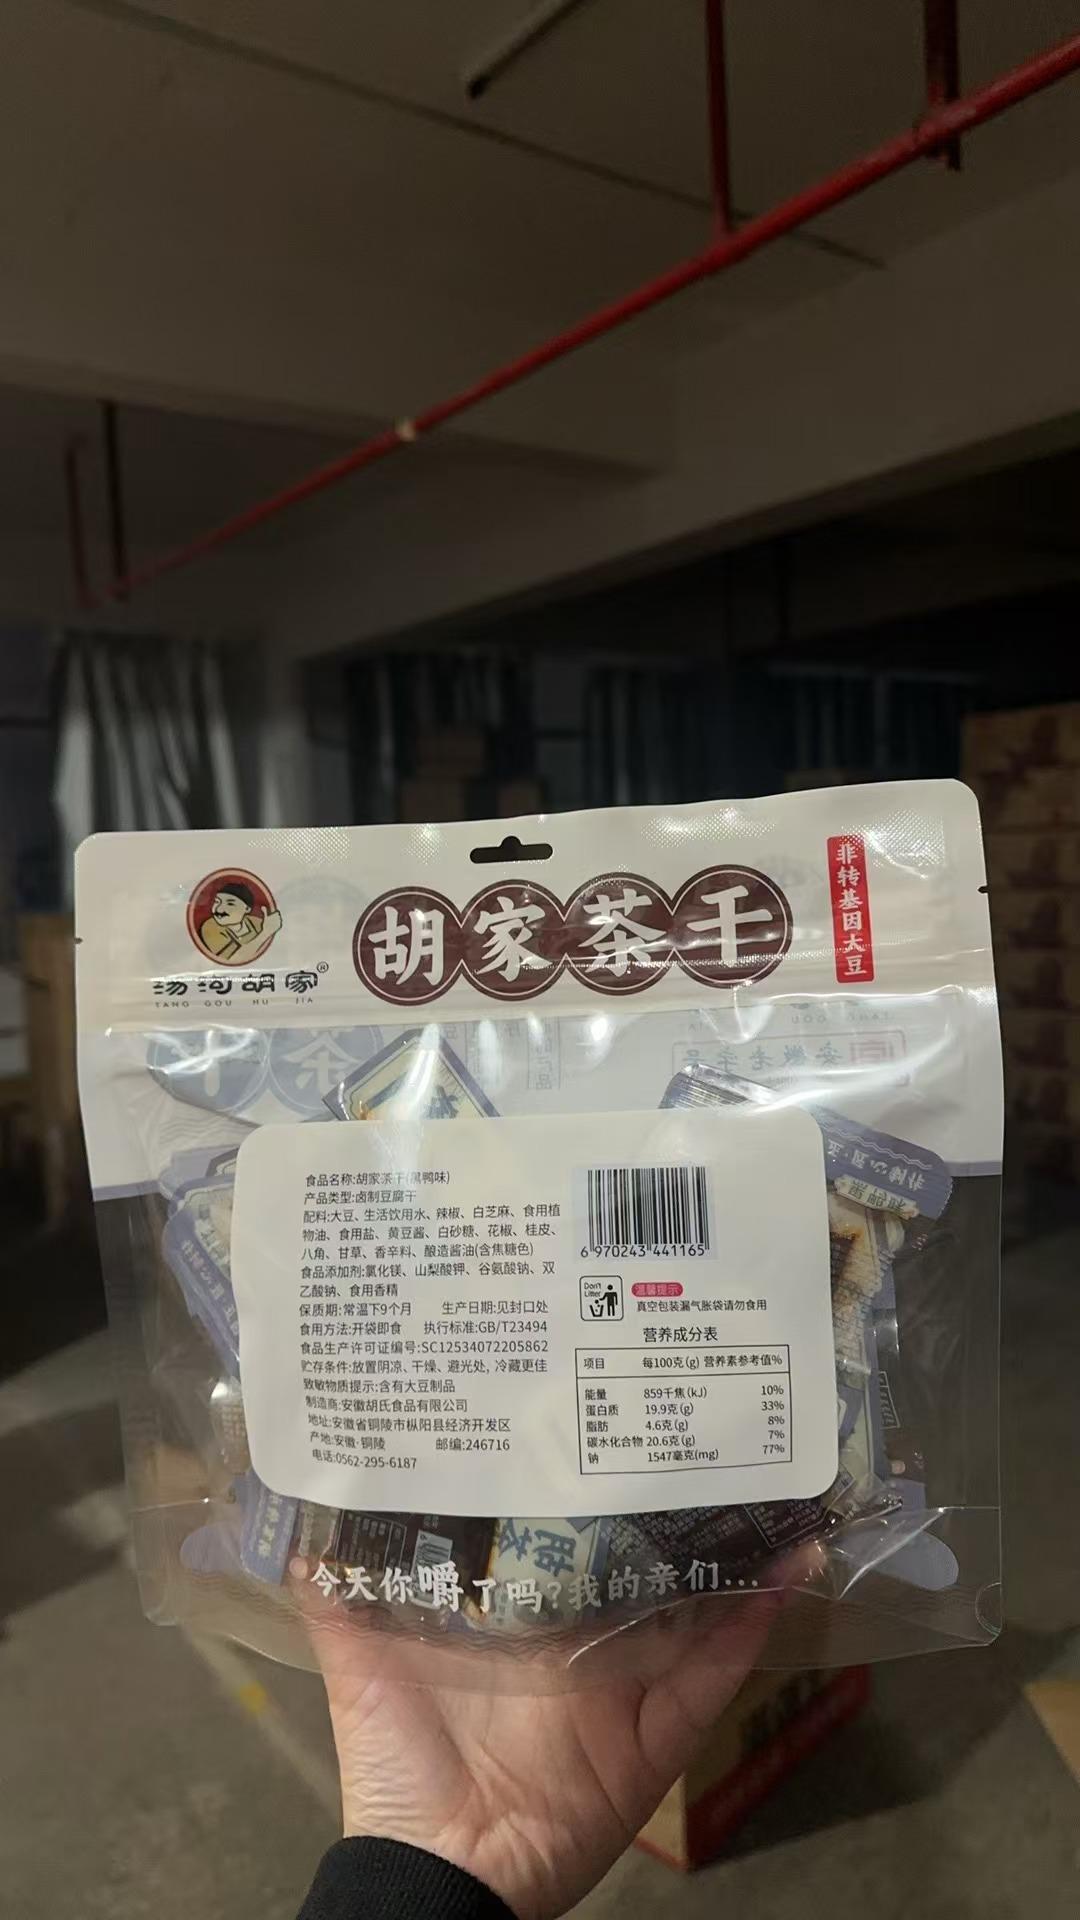 胡家茶干
非转基因大豆
汤沟胡家®
TANG GOU HU JIA
食品名称:胡家茶干(黑鸭味)
产品类型:卤制豆腐干
配料:大豆、生活饮用水、辣椒、白芝麻、食用植
物油、食用盐、黄豆酱、白砂糖、花椒、桂皮、
八角、甘草、香辛料、酿造酱油(含焦糖色)
食品添加剂:氯化镁、山梨酸钾、谷氨酸钠、双
乙酸钠、食用香精
保质期:常温下9个月 生产日期:见封口处
食用方法:开袋即食 执行标准:GB/T23494
食品生产许可证编号:SC12534072205862
贮存条件:放置阴凉、干燥、避光处, 冷藏更佳
致敏物质提示:含有大豆制品
制造商:安徽胡氏食品有限公司
地址:安徽省铜陵市枞阳县经济开发区
产地:安徽·铜陵 邮编:246716
电话:0562-295-6187
6 970243 441165
Don't
Litter
温馨提示
真空包装漏气胀袋请勿食用
营养成分表
项目 每100克(g) 营养素参考值%
能量 859千焦(kJ) 10%
蛋白质 19.9克(g) 33%
脂肪 4.6克(g) 8%
碳水化合物 20.6克(g) 7%
钠 1547毫克(mg) 77%
今天你嚼了吗?我的亲们...